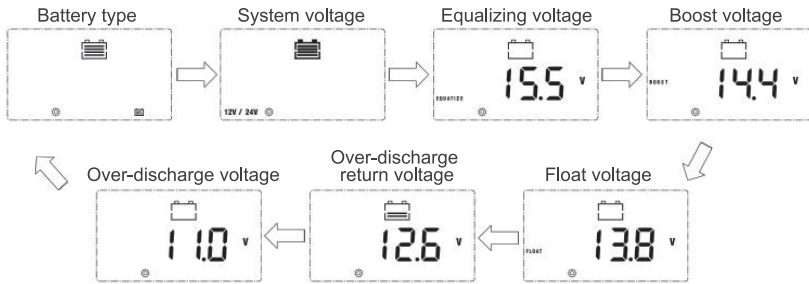 Battery type
System voltage
Equalizing voltage
Boost voltage
12V / 24V
EQUALIZE
15.5 V
BOOST
14.4 V
Over-discharge voltage
Over-discharge
return voltage
Float voltage
11.0 V
12.6 V
FLOAT
13.8 V